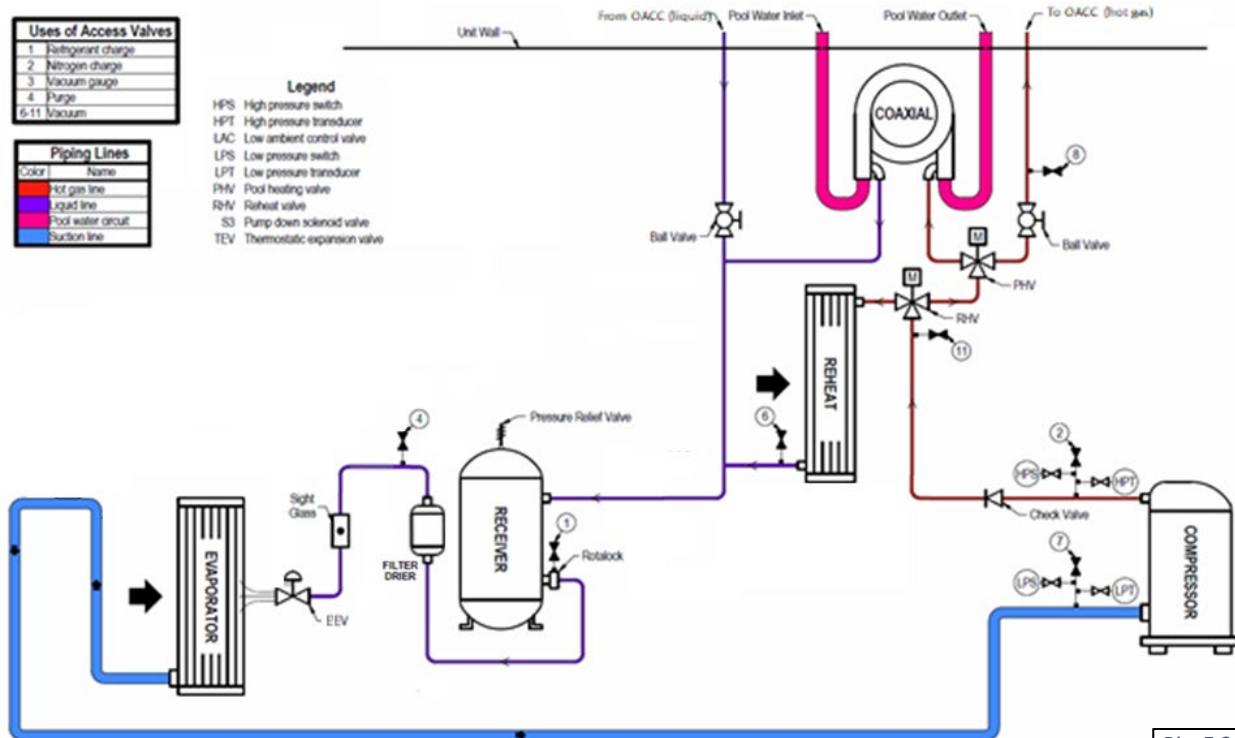 From OACC (liquid)
Pool Water Inlet
Pool Water Outlet
To OACC (hot gas)
Unit Wall
Uses of Access Valves
1 Refrigerant charge
2 Nitrogen charge
3 Vacuum gauge
4 Purge
6-11 Vacuum
Legend
HPS High pressure switch
HPT High pressure transducer
LAC Low ambient control valve
LPS Low pressure switch
LPT Low pressure transducer
PHV Pool heating valve
RHV Reheat valve
S3 Pump down solenoid valve
TEV Thermostatic expansion valve
Piping Lines
Color Name
Hot gas line
Liquid line
Pool water circuit
Suction line
COAXIAL
8
Ball Valve
Ball Valve
M
PHV
M
RHV
11
REHEAT
6
4
Pressure Relief Valve
2
HPS
HPT
Check Valve
Sight
Glass
FILTER
DRIER
RECEIVER
1
Rotalock
7
LPS
LPT
COMPRESSOR
EVAPORATOR
EEV